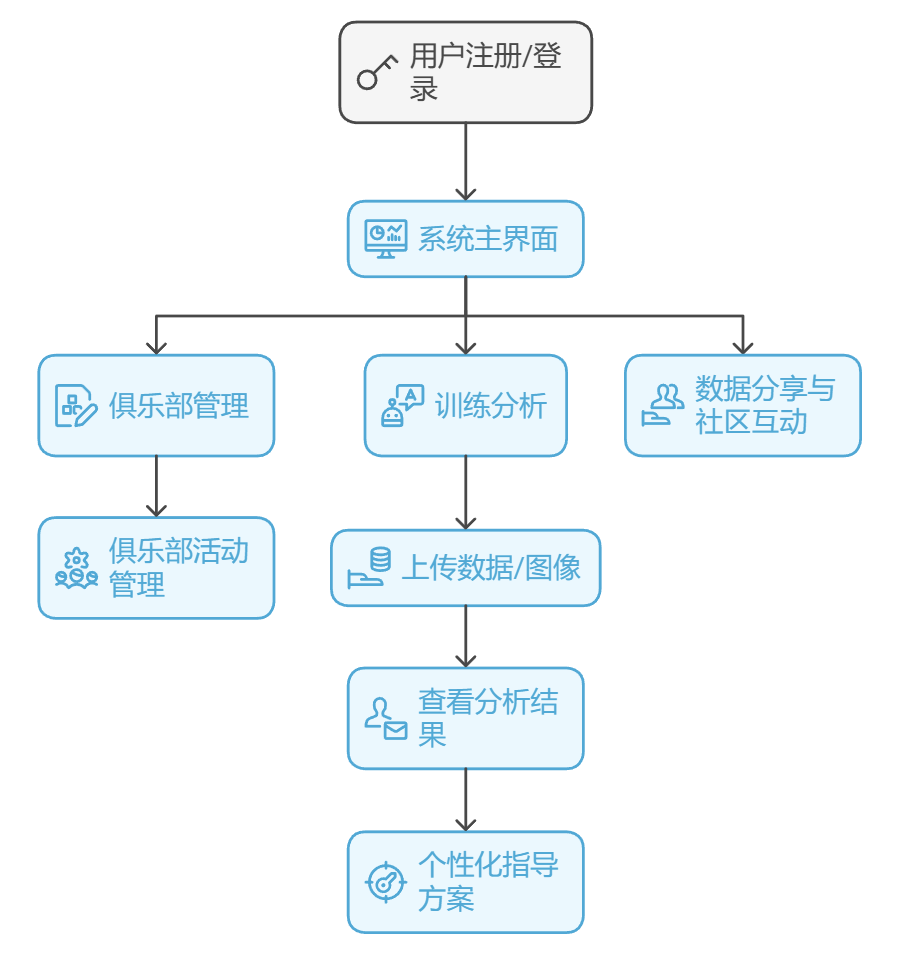 用户注册/登
录
系统主界面
俱乐部管理
训练分析
数据分享与
社区互动
俱乐部活动
管理
上传数据/图像
查看分析结
果
个性化指导
方案